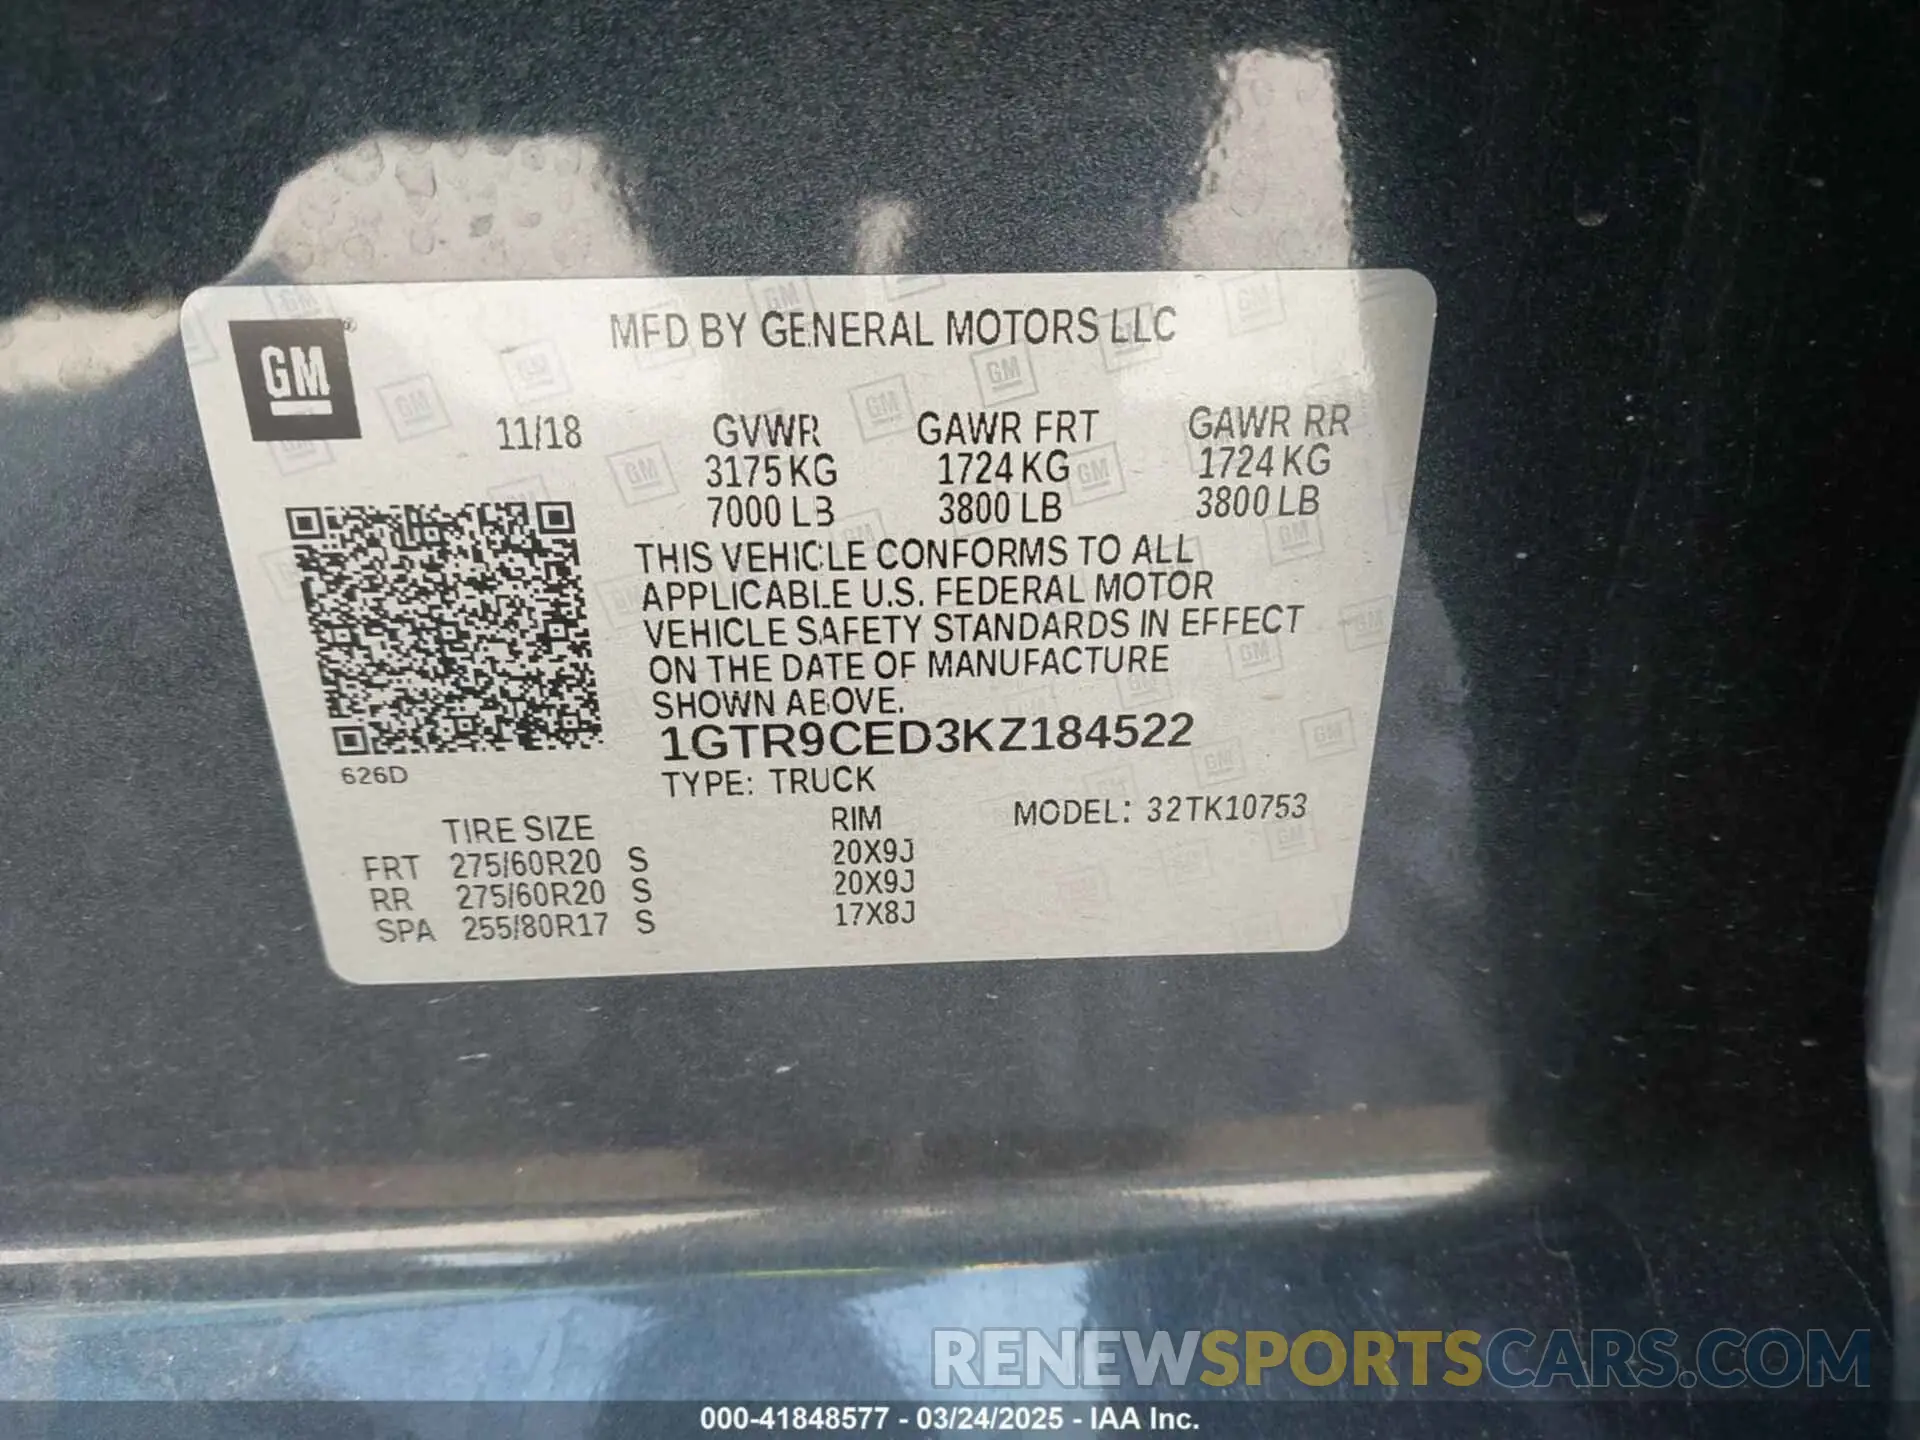 MFD BY GENERAL MOTORS LLC
GM
11/18 GVWR GAWR FRT GAWR RR
3175 KG 1724 KG 1724 KG
7000 LB 3800 LB 3800 LB
THIS VEHICLE CONFORMS TO ALL
APPLICABLE U.S. FEDERAL MOTOR
VEHICLE SAFETY STANDARDS IN EFFECT
ON THE DATE OF MANUFACTURE
SHOWN ABOVE.
1GTR9CED3KZ184522
626D
TYPE: TRUCK
TIRE SIZE RIM MODEL: 32TK10753
FRT 275/60R20 S 20X9J
RR 275/60R20 S 20X9J
SPA 255/80R17 S 17X8J
RENEWSPORTSCARS.COM
000-41848577 - 03/24/2025 - IAA Inc.